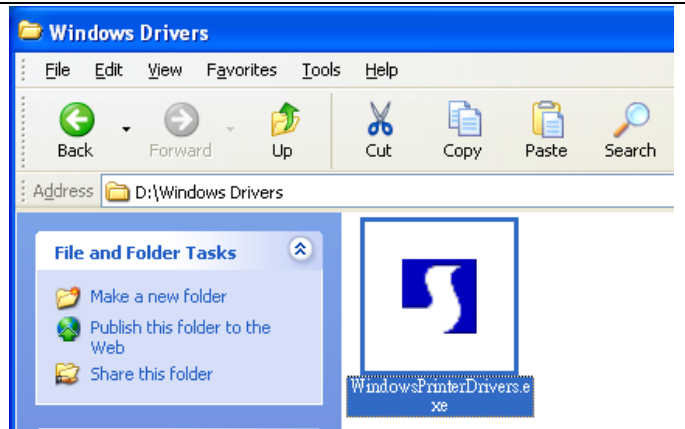 Windows Drivers
File Edit View Favorites Tools Help
Back Forward Up Cut Copy Paste Search
Address D:\Windows Drivers
File and Folder Tasks
Make a new folder
Publish this folder to the
Web
Share this folder
WindowsPrinterDrivers.e
xe